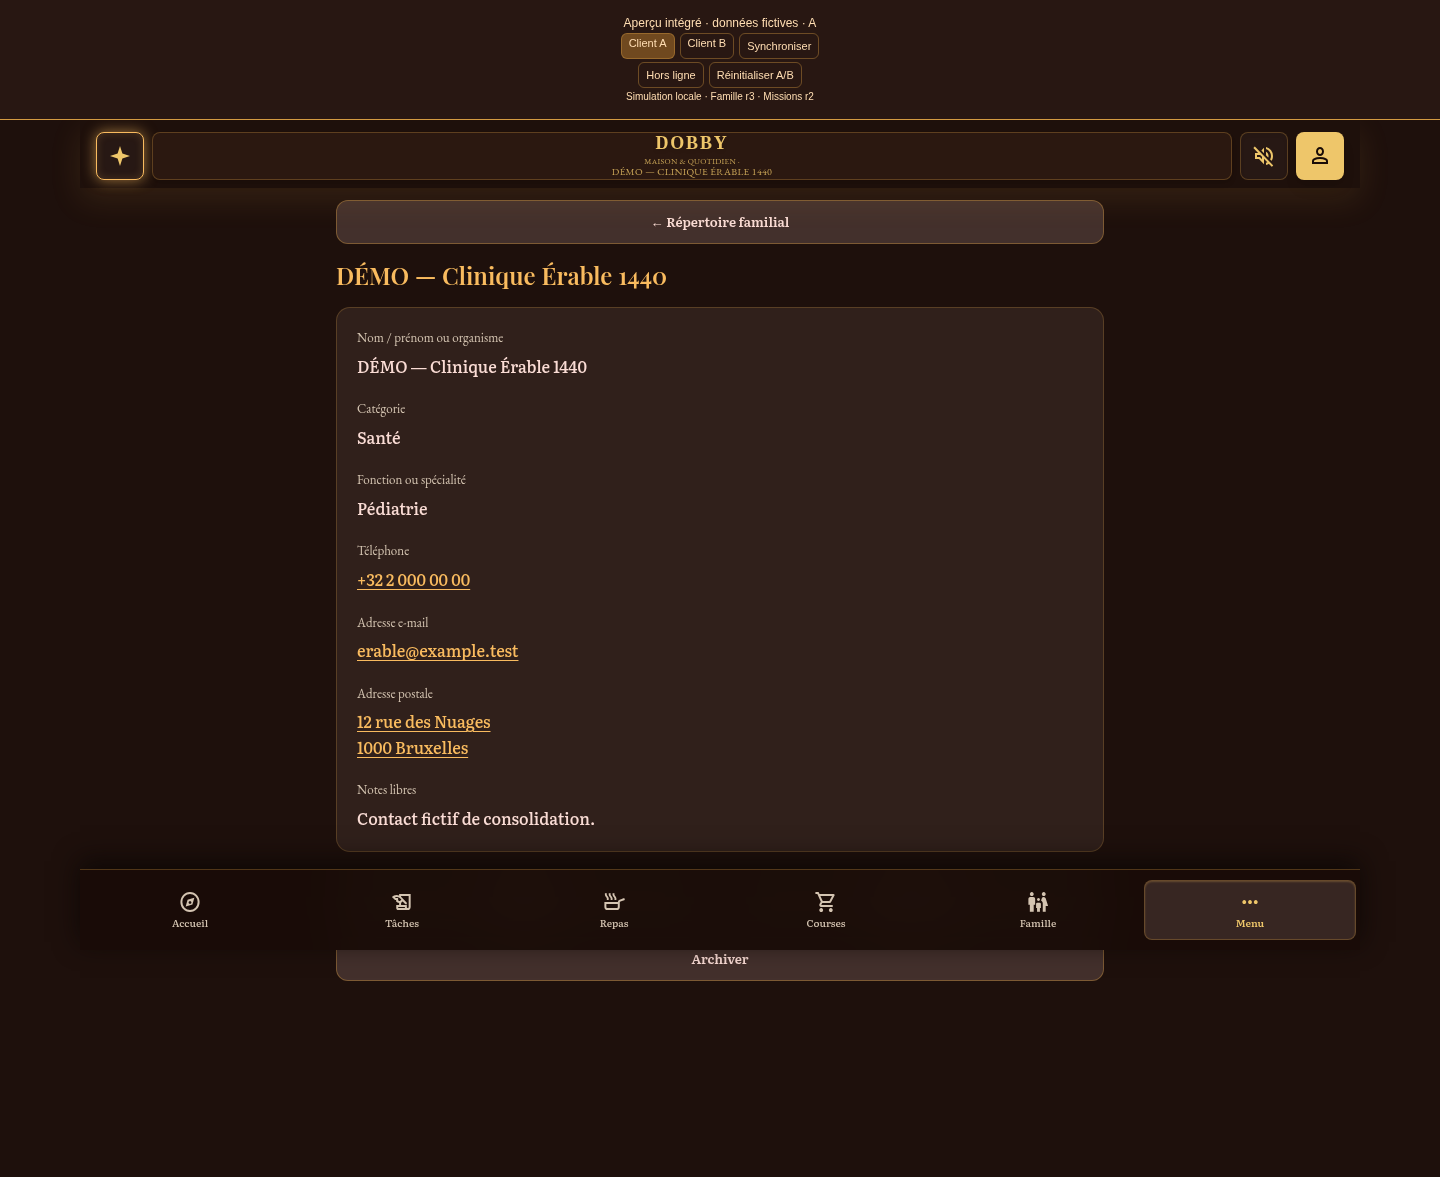 Aperçu intégré · données fictives · A
Client A
Client B
Synchroniser
Hors ligne
Réinitialiser A/B
Simulation locale · Famille r3 · Missions r2
DOBBY
MAISON & QUOTIDIEN ·
DÉMO — CLINIQUE ÉRABLE 1440
← Répertoire familial
DÉMO — Clinique Érable 1440
Nom / prénom ou organisme
DÉMO — Clinique Érable 1440
Catégorie
Santé
Fonction ou spécialité
Pédiatrie
Téléphone
+32 2 000 00 00
Adresse e-mail
erable@example.test
Adresse postale
12 rue des Nuages
1000 Bruxelles
Notes libres
Contact fictif de consolidation.
Accueil
Tâches
Repas
Courses
Famille
Menu
Archiver